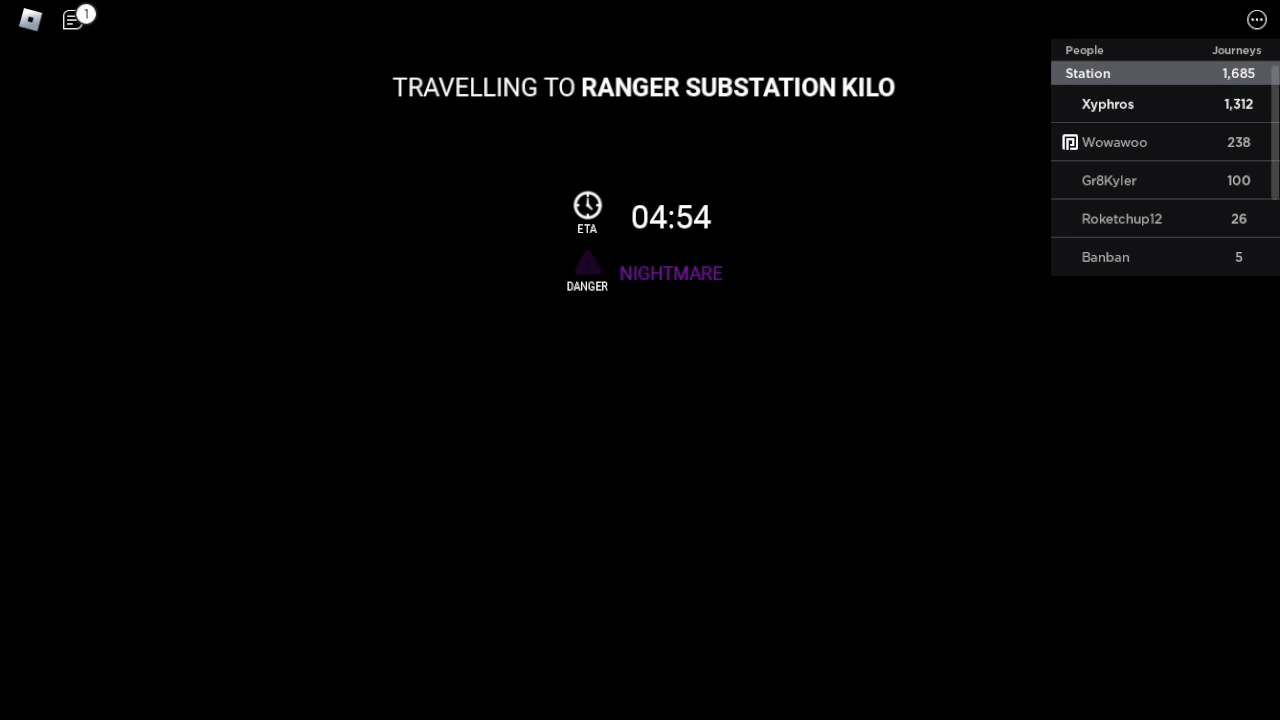 1
TRAVELLING TO RANGER SUBSTATION KILO
ETA 04:54
DANGER NIGHTMARE
People Journeys
Station 1,685
Xyphros 1,312
Wowawoo 238
Gr8Kyler 100
Roketchup12 26
Banban 5